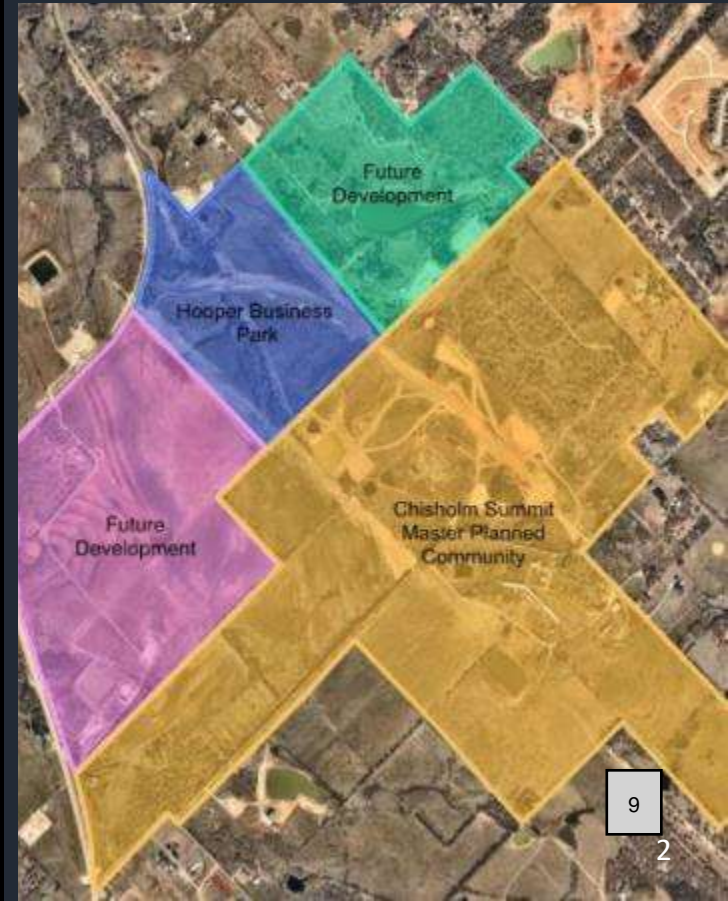 Future
Development
Hooper Business
Park
Chisholm Summit
Master Planned
Community
Future
Development
9
2